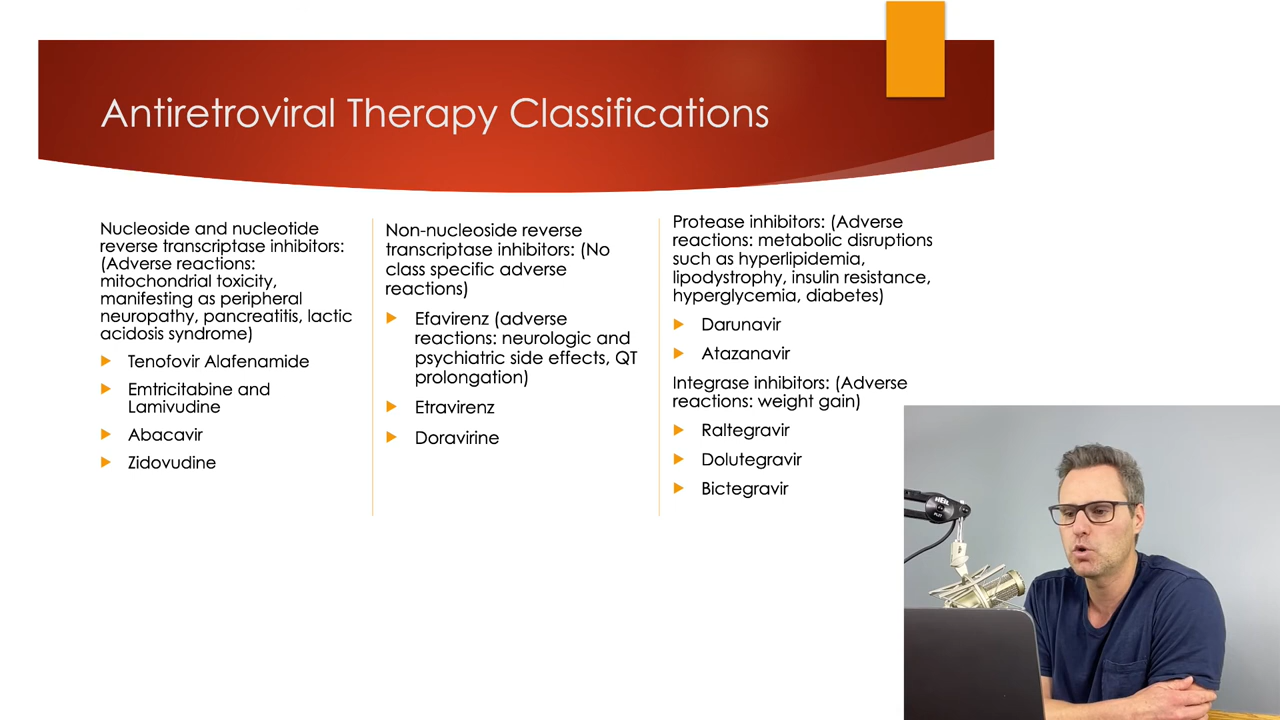 Antiretroviral Therapy Classifications
Nucleoside and nucleotide
reverse transcriptase inhibitors:
(Adverse reactions:
mitochondrial toxicity,
manifesting as peripheral
neuropathy, pancreatitis, lactic
acidosis syndrome)
Tenofovir Alafenamide
Emtricitabine and
Lamivudine
Abacavir
Zidovudine
Non-nucleoside reverse
transcriptase inhibitors: (No
class specific adverse
reactions)
Efavirenz (adverse
reactions: neurologic and
psychiatric side effects, QT
prolongation)
Etravirenz
Doravirine
Protease inhibitors: (Adverse
reactions: metabolic disruptions
such as hyperlipidemia,
lipodystrophy, insulin resistance,
hyperglycemia, diabetes)
Darunavir
Atazanavir
Integrase inhibitors: (Adverse
reactions: weight gain)
Raltegravir
Dolutegravir
Bictegravir
HEIL